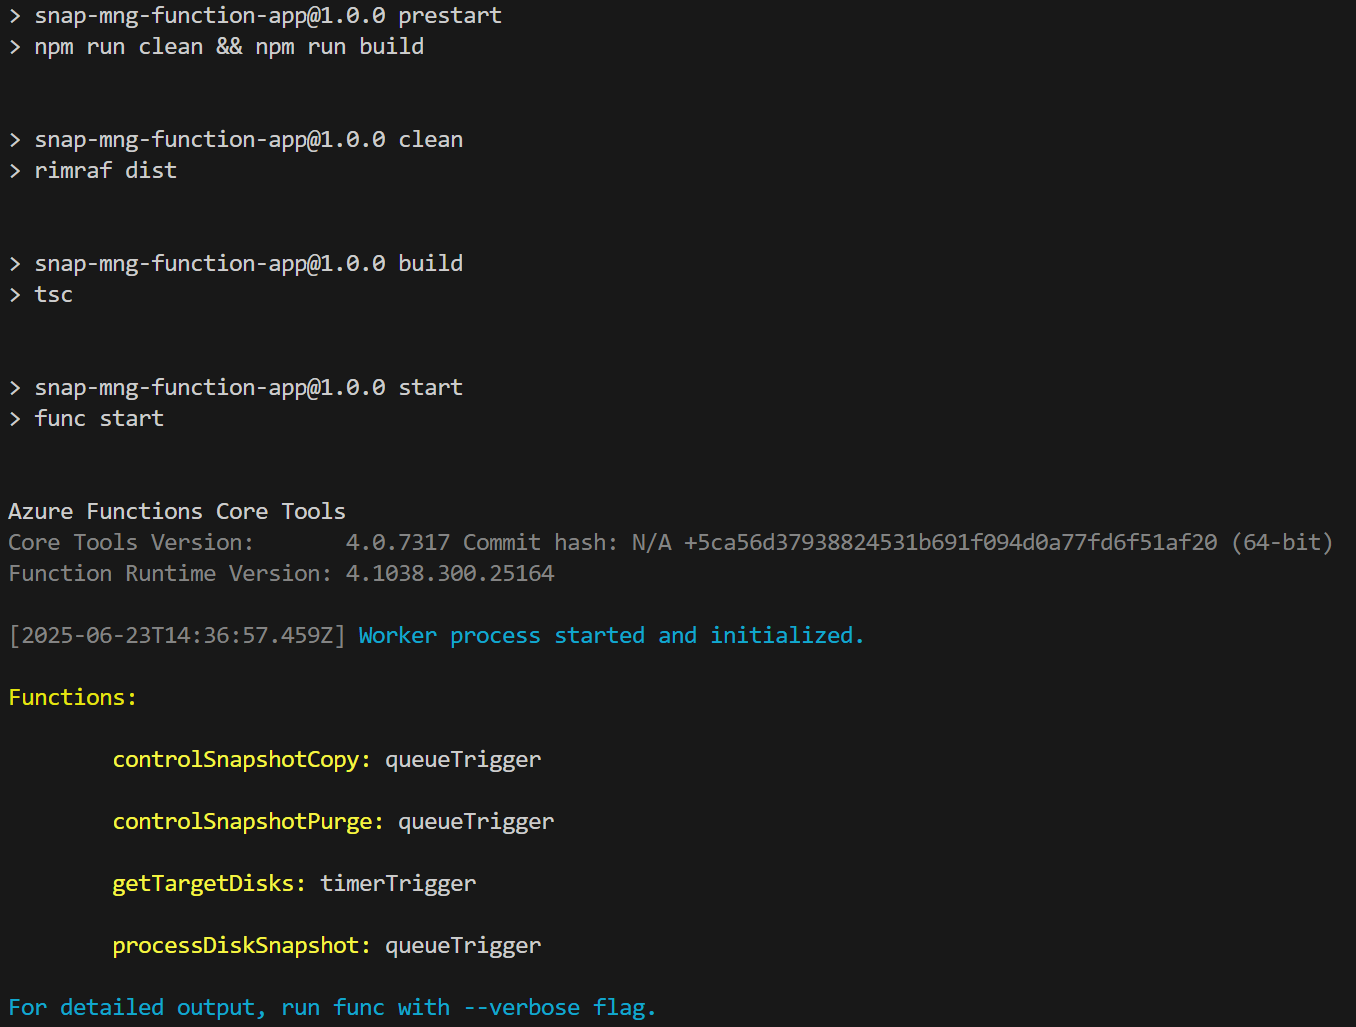 > snap-mng-function-app@1.0.0 prestart
> npm run clean && npm run build
> snap-mng-function-app@1.0.0 clean
> rimraf dist
> snap-mng-function-app@1.0.0 build
> tsc
> snap-mng-function-app@1.0.0 start
> func start
Azure Functions Core Tools
Core Tools Version:       4.0.7317 Commit hash: N/A +5ca56d37938824531b691f094d0a77fd6f51af20 (64-bit)
Function Runtime Version: 4.1038.300.25164
[2025-06-23T14:36:57.459Z] Worker process started and initialized.
Functions:
controlSnapshotCopy: queueTrigger
controlSnapshotPurge: queueTrigger
getTargetDisks: timerTrigger
processDiskSnapshot: queueTrigger
For detailed output, run func with --verbose flag.